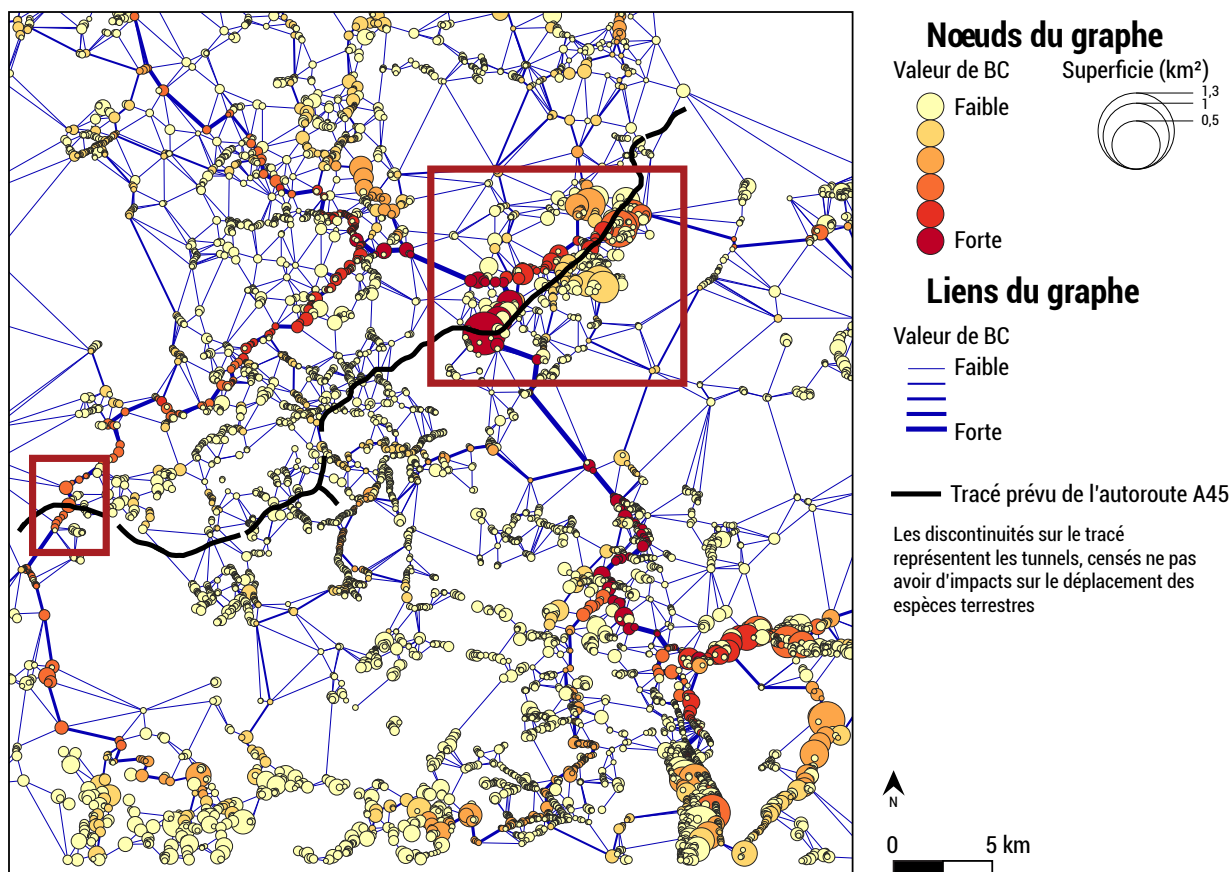 Nœuds du graphe
Valeur de BC
Superficie (km²)
Faible
Forte
1,3
1
0,5
Liens du graphe
Valeur de BC
Faible
Forte
Tracé prévu de l'autoroute A45
Les discontinuités sur le tracé
représentent les tunnels, censés ne pas
avoir d'impacts sur le déplacement des
espèces terrestres
N
0
5 km